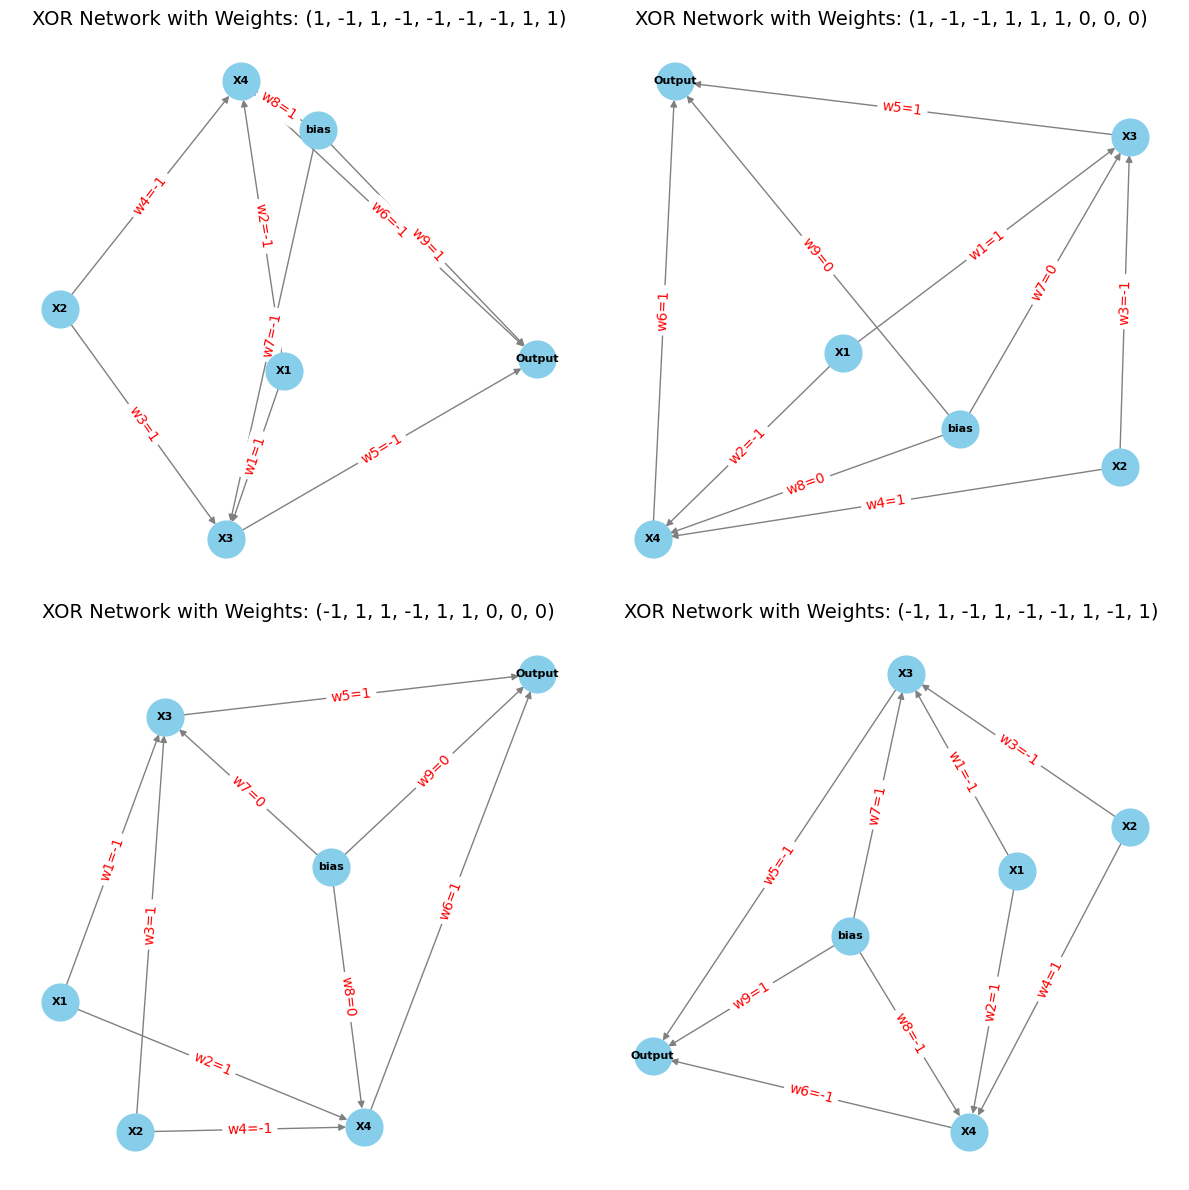 XOR Network with Weights: (1, -1, 1, -1, -1, -1, -1, 1, 1)
X4
w8=1
bias
w4=-1
w2=-1
w6=-1
w9=1
X2
w7=-1
X1
Output
w3=1
w1=1
w5=-1
X3
XOR Network with Weights: (1, -1, -1, 1, 1, 1, 0, 0, 0)
Output
w5=1
X3
w9=0
w1=1
w7=0
w6=1
w3=-1
X1
bias
w2=-1
X2
w8=0
w4=1
X4
XOR Network with Weights: (-1, 1, 1, -1, 1, 1, 0, 0, 0)
Output
w5=1
X3
w7=0
w9=0
w1=-1
bias
w6=1
w3=1
X1
w8=0
w2=1
X2
w4=-1
X4
XOR Network with Weights: (-1, 1, -1, 1, -1, -1, 1, -1, 1)
X3
w3=-1
w1=-1
w7=1
X2
w5=-1
X1
bias
w4=1
w9=1
w2=1
w8=-1
Output
w6=-1
X4